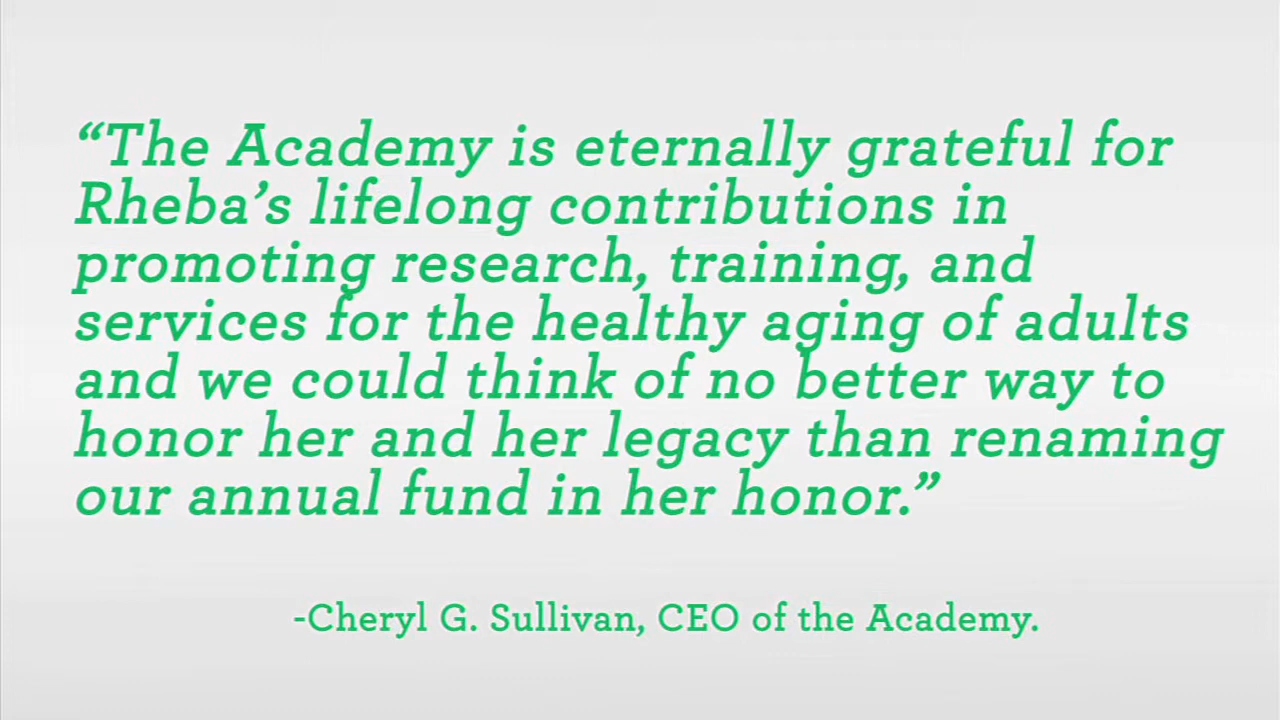 “The Academy is eternally grateful for
Rheba’s lifelong contributions in
promoting research, training, and
services for the healthy aging of adults
and we could think of no better way to
honor her and her legacy than renaming
our annual fund in her honor.”
-Cheryl G. Sullivan, CEO of the Academy.